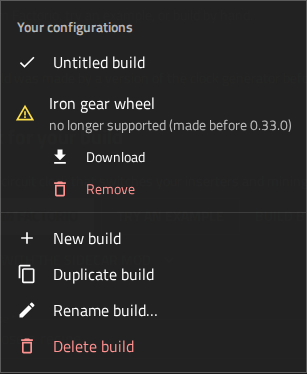 Your configurations
Untitled build
Iron gear wheel
no longer supported (made before 0.33.0)
Download
Remove
New build
Duplicate build
Rename build...
Delete build